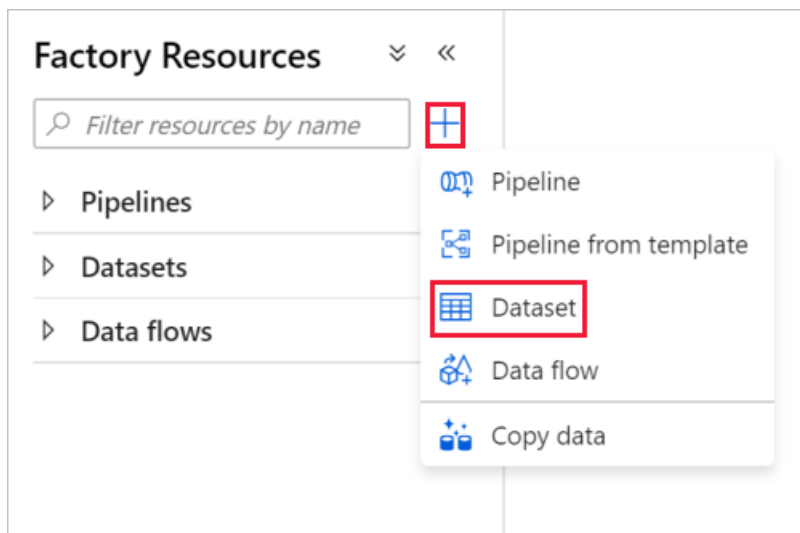 Factory Resources
Filter resources by name
Pipelines
Datasets
Data flows
Pipeline
Pipeline from template
Dataset
Data flow
Copy data